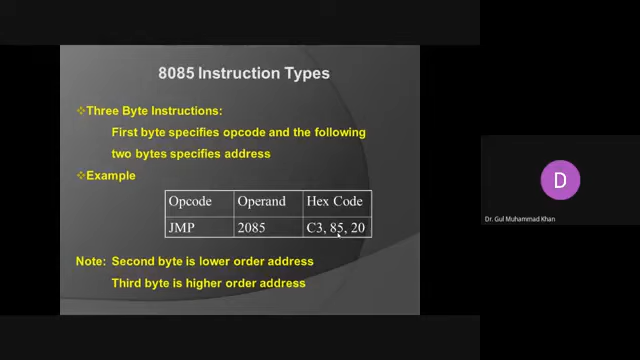 8085 Instruction Types
Three Byte Instructions:
First byte specifies opcode and the following
two bytes specifies address
Example
Opcode Operand Hex Code
JMP 2085 C3, 85, 20
Note: Second byte is lower order address
Third byte is higher order address
D
Dr. Gul Muhammad Khan